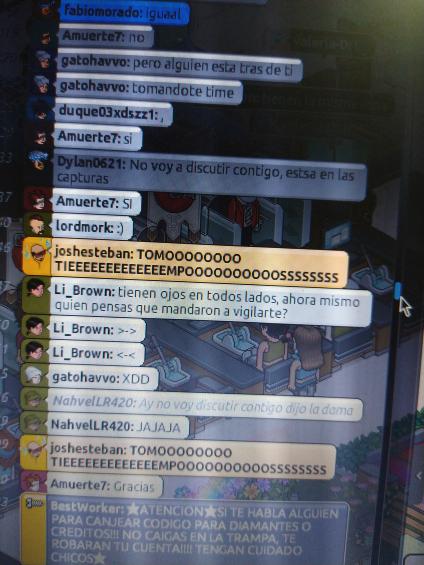 fabiomorado: iguaal
Amuerte7: no
gatohavvo: pero alguien esta tras de ti
gatohavvo: tomandote time
duque03xdszz1: ,
Amuerte7: si
Dylan0621: No voy a discutir contigo, estsa en las
capturas
Amuerte7: SI
lordmork: :)
joshesteban: TOMOOOOOOOO
TIEEEEEEEEEEEEEMPOOOOOOOOOOSSSSSSSS
Li_Brown: tienen ojos en todos lados, ahora mismo
quien pensas que mandaron a vigilarte?
Li_Brown: >->
Li_Brown: <-<
gatohavvo: XDD
NahvelLR420: Ay no voy discutir contigo dijo la dama
NahvelLR420: JAJAJA
joshesteban: TOMOOOOOOOO
TIEEEEEEEEEEEEEMPOOOOOOOOOOSSSSSSSS
Amuerte7: Gracias
BestWorker: ★ATENCION★SI TE HABLA ALGUIEN
PARA CANJEAR CODIGO PARA DIAMANTES O
CREDITOS!!! NO CAIGAS EN LA TRAMPA, TE
ROBARAN TU CUENTA!!!! TENGAN CUIDADO
CHICOS★